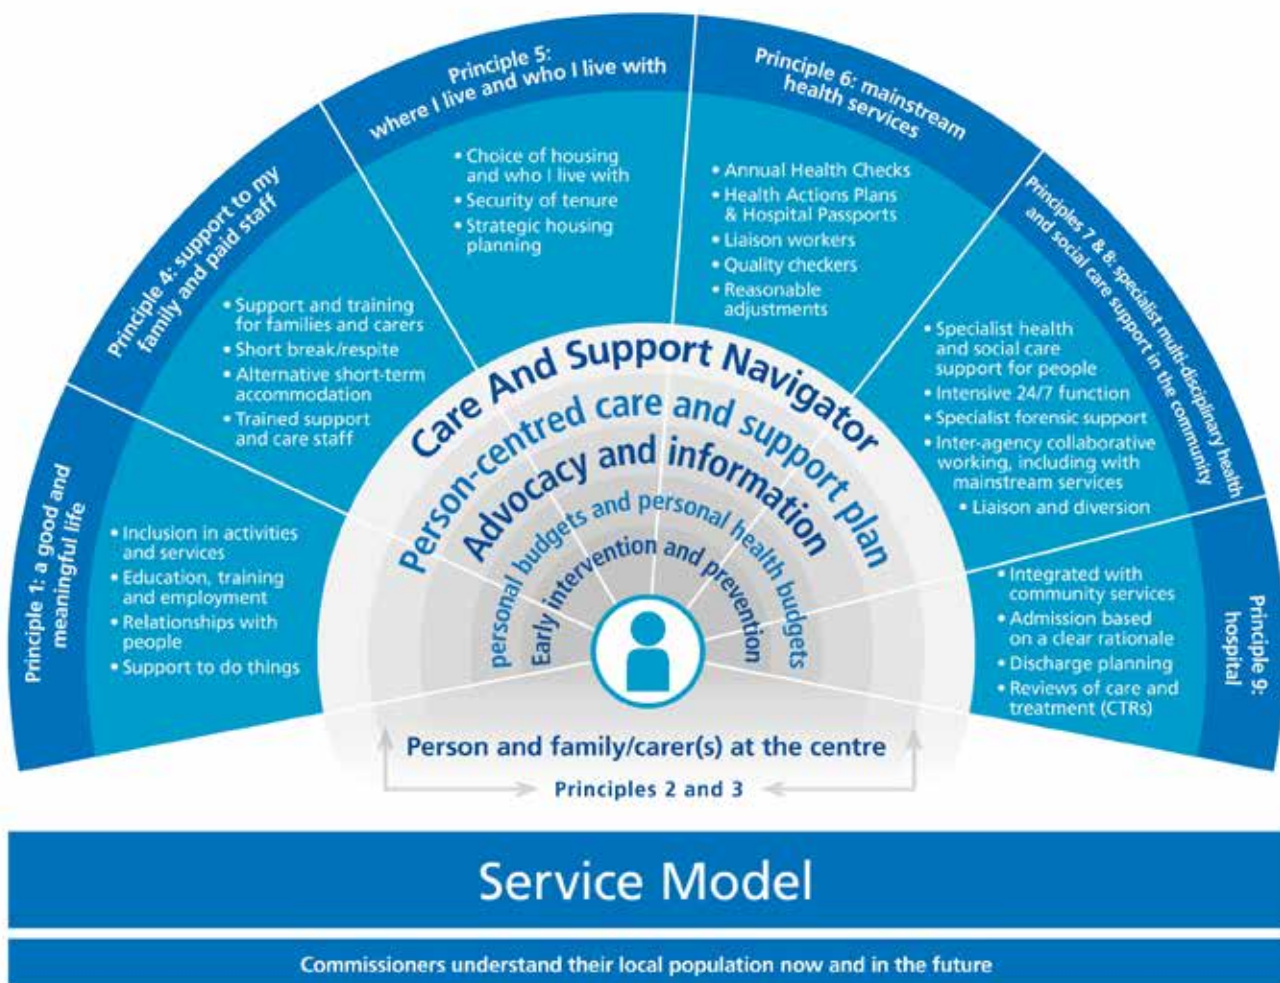 Principle 1: a good and
meaningful life
• Inclusion in activities
and services
• Education, training
and employment
• Relationships with
people
• Support to do things
Principle 4: support to my
family and paid staff
• Support and training
for families and carers
• Short break/respite
• Alternative short-term
accommodation
• Trained support
and care staff
Principle 5:
where I live and who I live with
• Choice of housing
and who I live with
• Security of tenure
• Strategic housing
planning
Principle 6: mainstream
health services
• Annual Health Checks
• Health Actions Plans
& Hospital Passports
• Liaison workers
• Quality checkers
• Reasonable
adjustments
Principles 7 & 8: specialist multi-disciplinary health
and social care support in the community
• Specialist health
and social care
support for people
• Intensive 24/7 function
• Specialist forensic support
• Inter-agency collaborative
working, including with
mainstream services
• Liaison and diversion
Principle 9:
hospital
• Integrated with
community services
• Admission based
on a clear rationale
• Discharge planning
• Reviews of care and
treatment (CTRs)
Care And Support Navigator
Person-centred care and support plan
Advocacy and information
personal budgets and personal health budgets
Early intervention and prevention
Person and family/carer(s) at the centre
Principles 2 and 3
Service Model
Commissioners understand their local population now and in the future